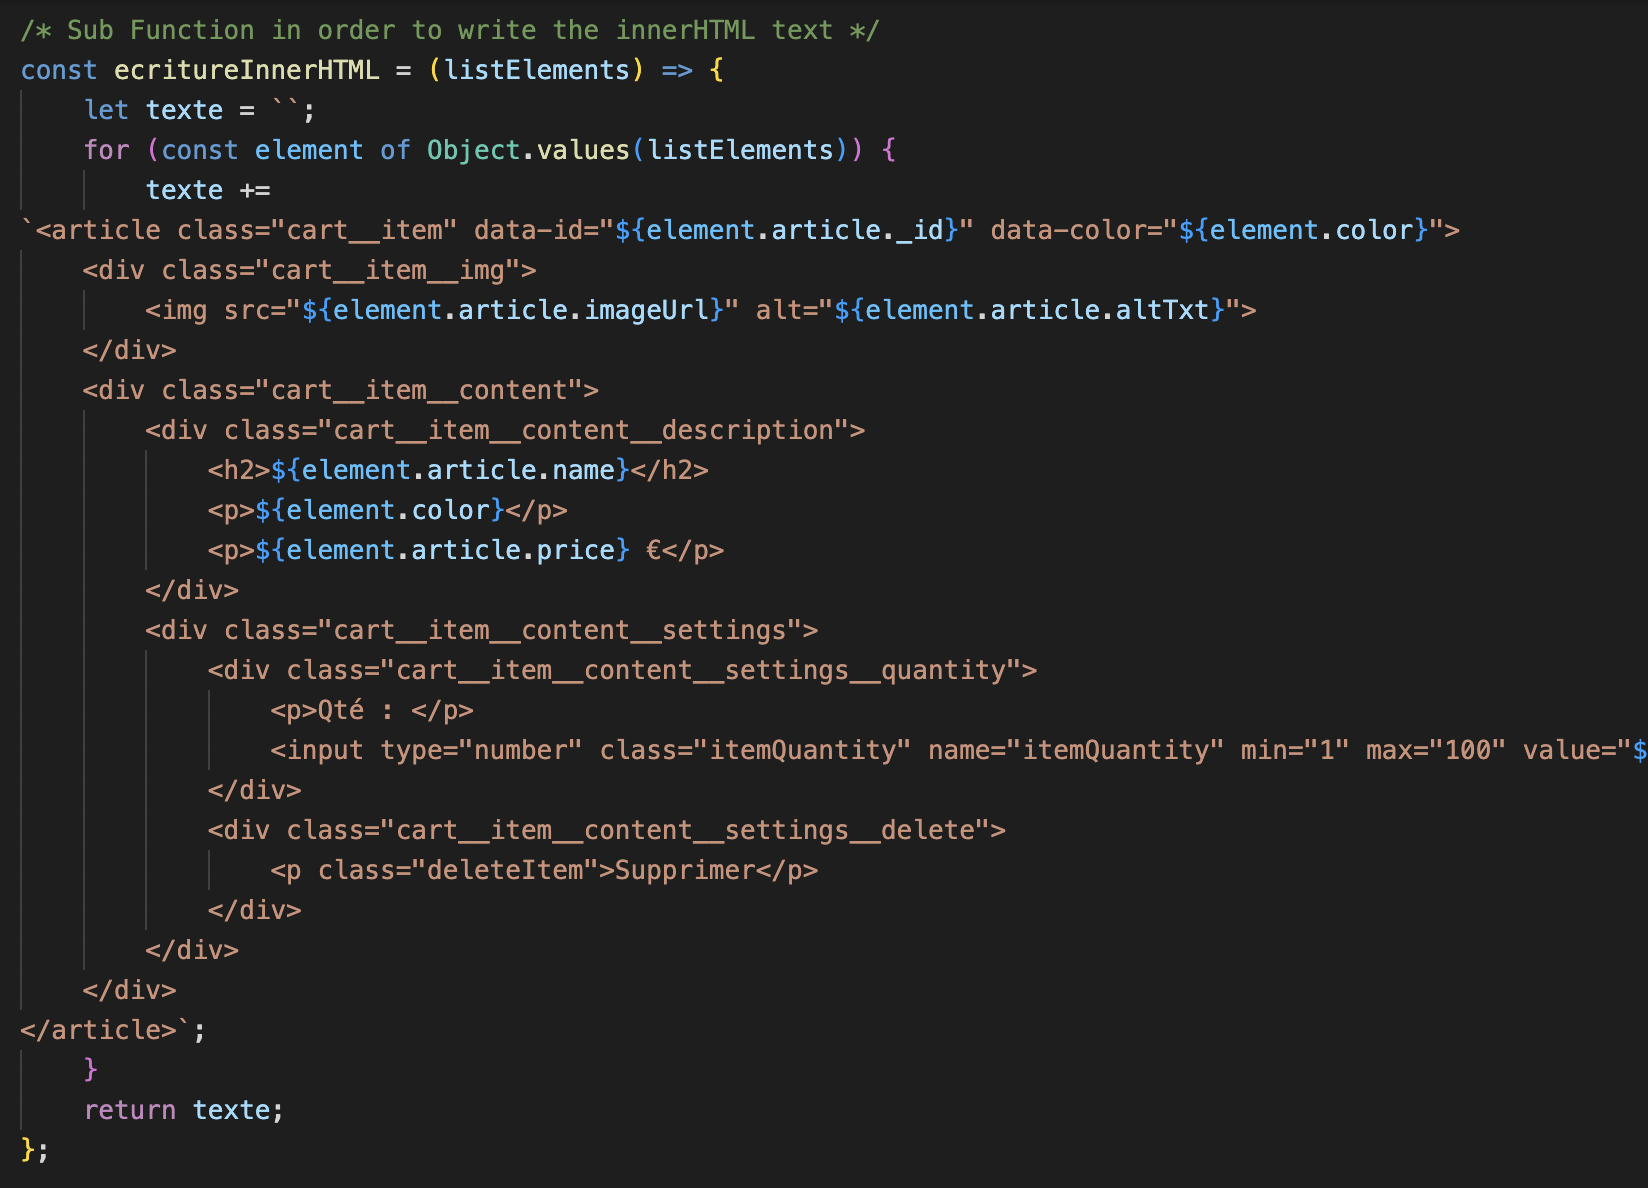 /* Sub Function in order to write the innerHTML text */
const ecritureInnerHTML = (listElements) => {
    let texte = ``;
    for (const element of Object.values(listElements)) {
        texte +=
`<article class="cart__item" data-id="${element.article._id}" data-color="${element.color}">
    <div class="cart__item__img">
        <img src="${element.article.imageUrl}" alt="${element.article.altTxt}">
    </div>
    <div class="cart__item__content">
        <div class="cart__item__content__description">
            <h2>${element.article.name}</h2>
            <p>${element.color}</p>
            <p>${element.article.price} €</p>
        </div>
        <div class="cart__item__content__settings">
            <div class="cart__item__content__settings__quantity">
                <p>Qté : </p>
                <input type="number" class="itemQuantity" name="itemQuantity" min="1" max="100" value="$
            </div>
            <div class="cart__item__content__settings__delete">
                <p class="deleteItem">Supprimer</p>
            </div>
        </div>
    </div>
</article>`;
    }
    return texte;
};